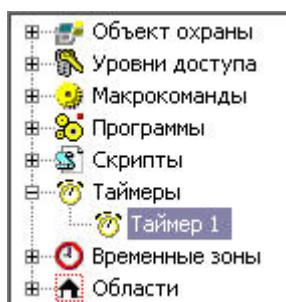 Объект охраны
Уровни доступа
Макрокоманды
Программы
Скрипты
Таймеры
Таймер 1
Временные зоны
Области